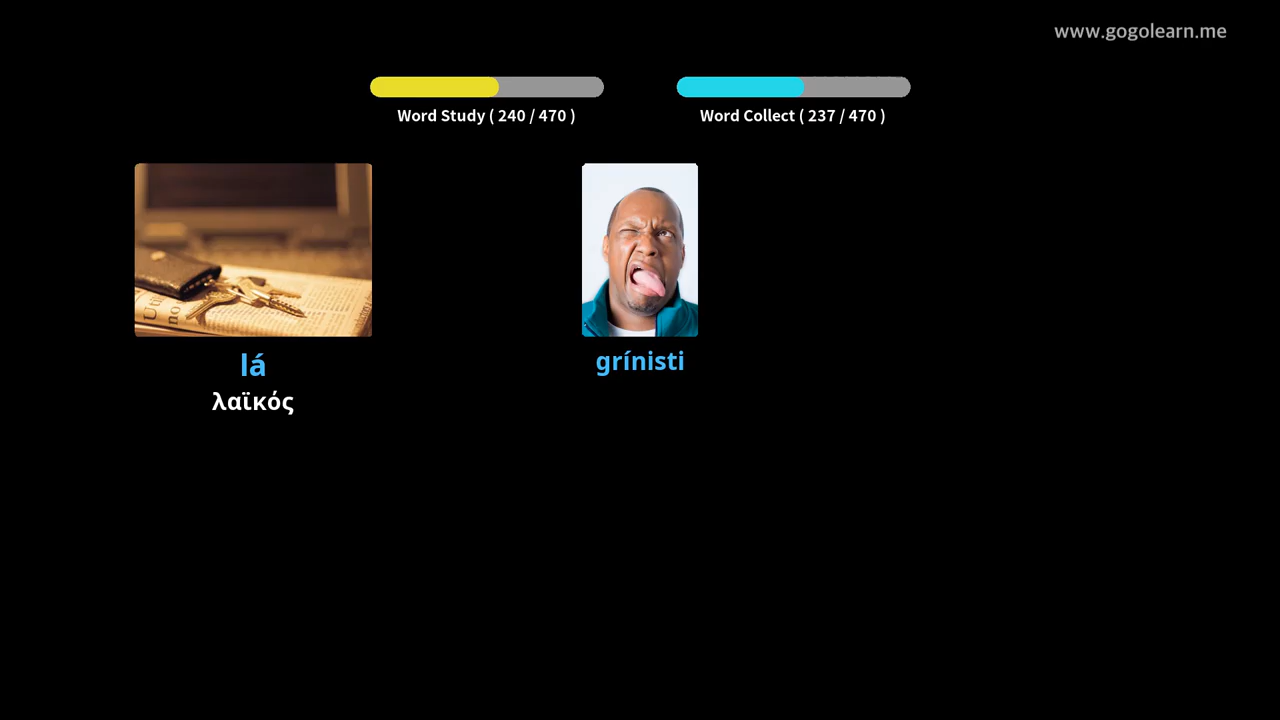 www.gogolearn.me
Word Study ( 240 / 470 )
Word Collect ( 237 / 470 )
lá
λαϊκός
grínisti